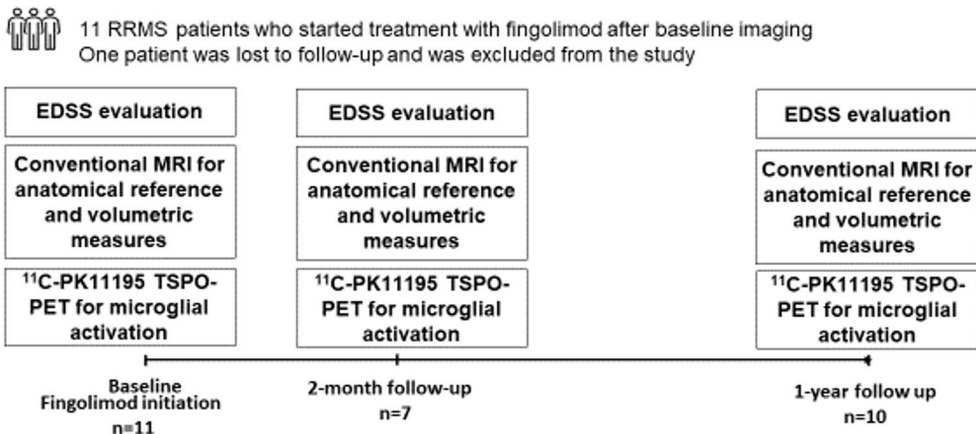 11 RRMS patients who started treatment with fingolimod after baseline imaging
One patient was lost to follow-up and was excluded from the study
EDSS evaluation
Conventional MRI for
anatomical reference
and volumetric
measures
¹¹C-PK11195 TSPO-
PET for microglial
activation
EDSS evaluation
Conventional MRI for
anatomical reference
and volumetric
measures
¹¹C-PK11195 TSPO-
PET for microglial
activation
EDSS evaluation
Conventional MRI for
anatomical reference
and volumetric
measures
¹¹C-PK11195 TSPO-
PET for microglial
activation
Baseline
Fingolimod initiation
n=11
2-month follow-up
n=7
1-year follow up
n=10